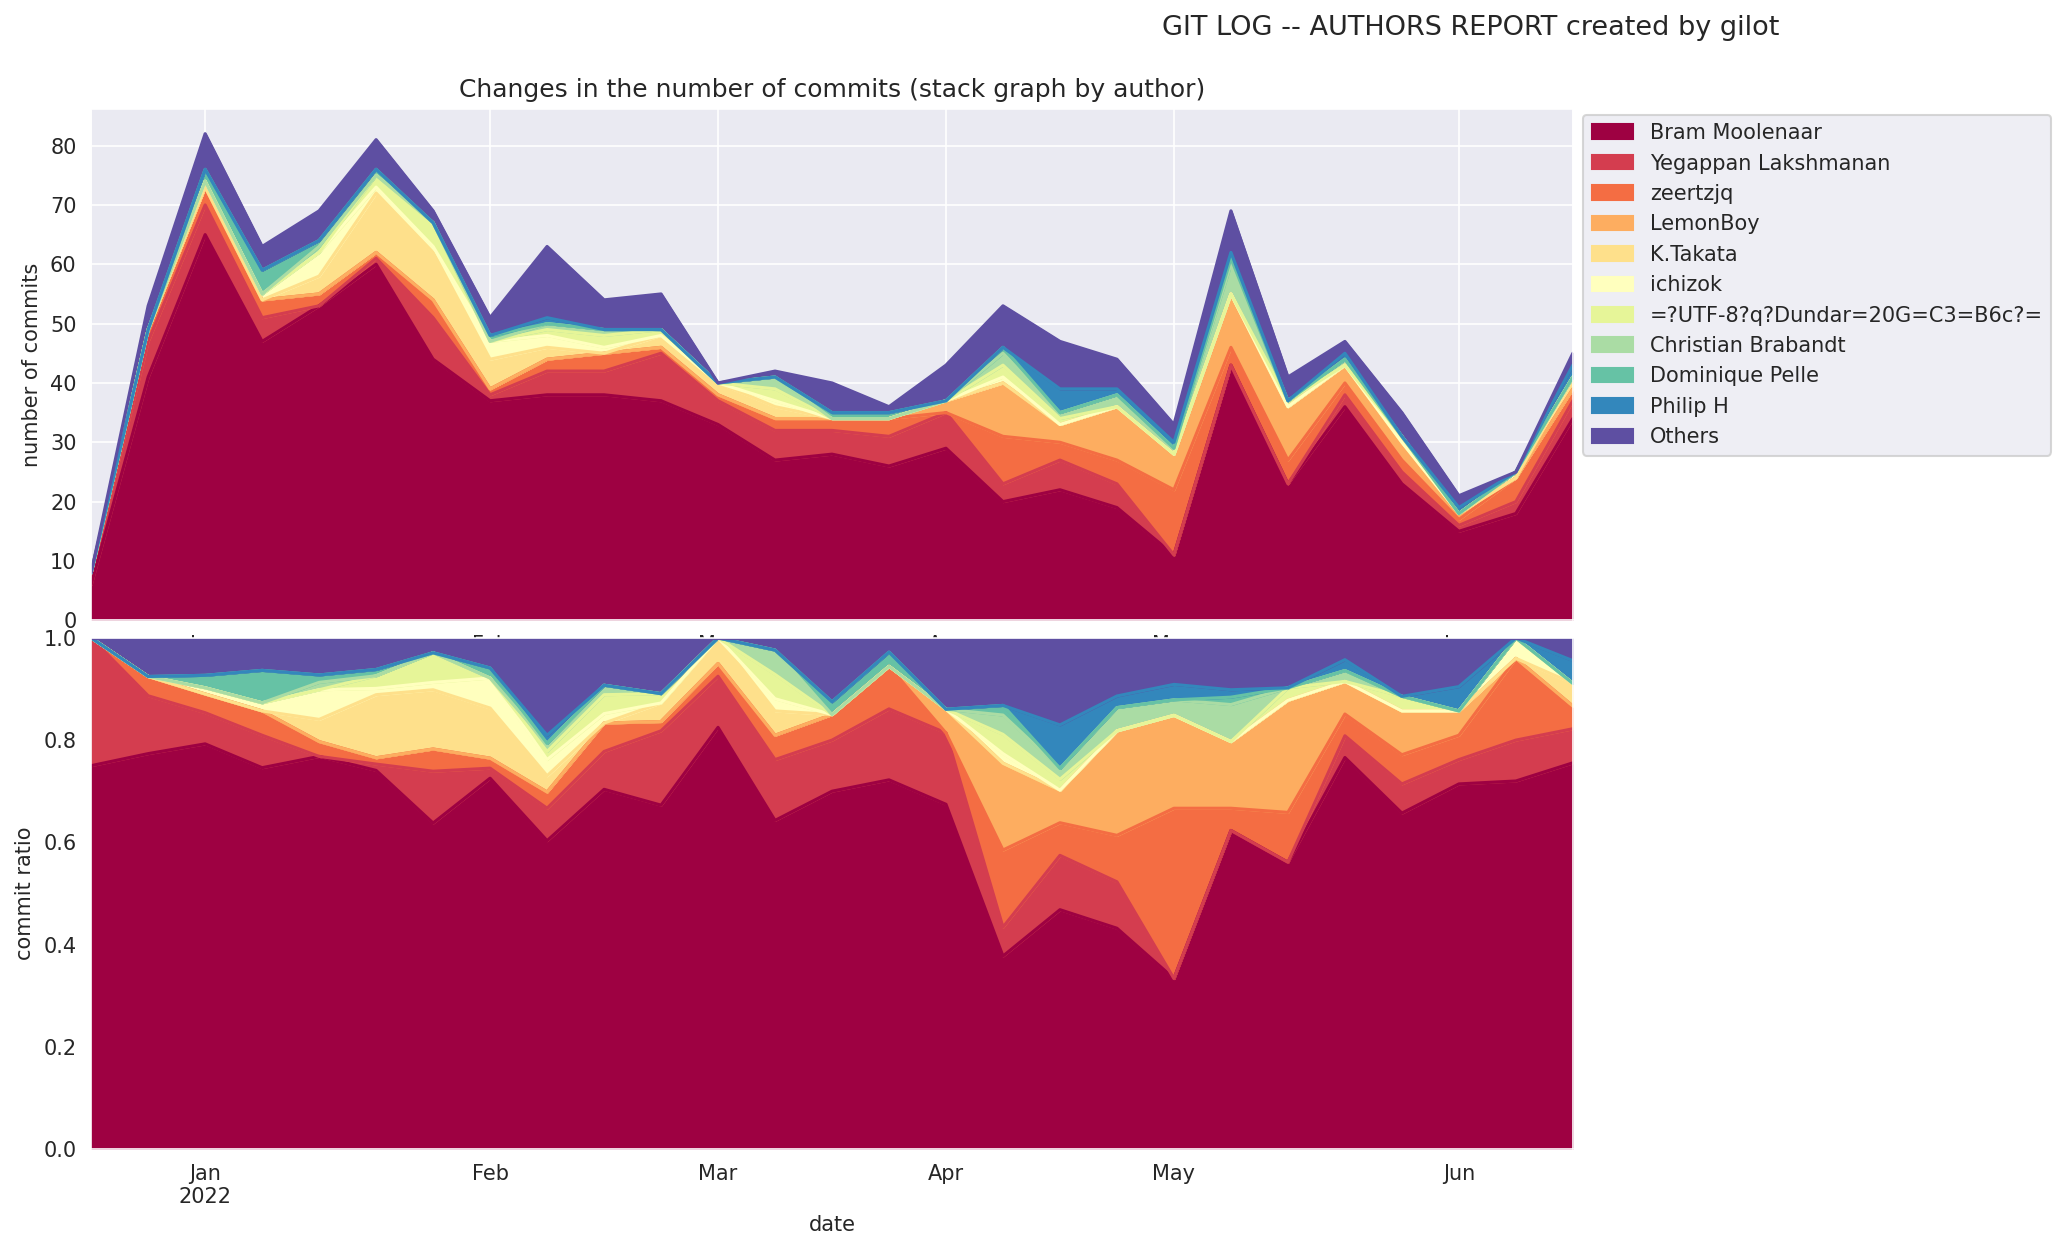 GIT LOG -- AUTHORS REPORT created by gilot
Changes in the number of commits (stack graph by author)
number of commits
80
70
60
50
40
30
20
10
0
Bram Moolenaar
Yegappan Lakshmanan
zeertzjq
LemonBoy
K.Takata
ichizok
=?UTF-8?q?Dundar=20G=C3=B6c?=
Christian Brabandt
Dominique Pelle
Philip H
Others
commit ratio
1.0
0.8
0.6
0.4
0.2
0.0
Jan Feb Mar Apr May Jun
2022
date